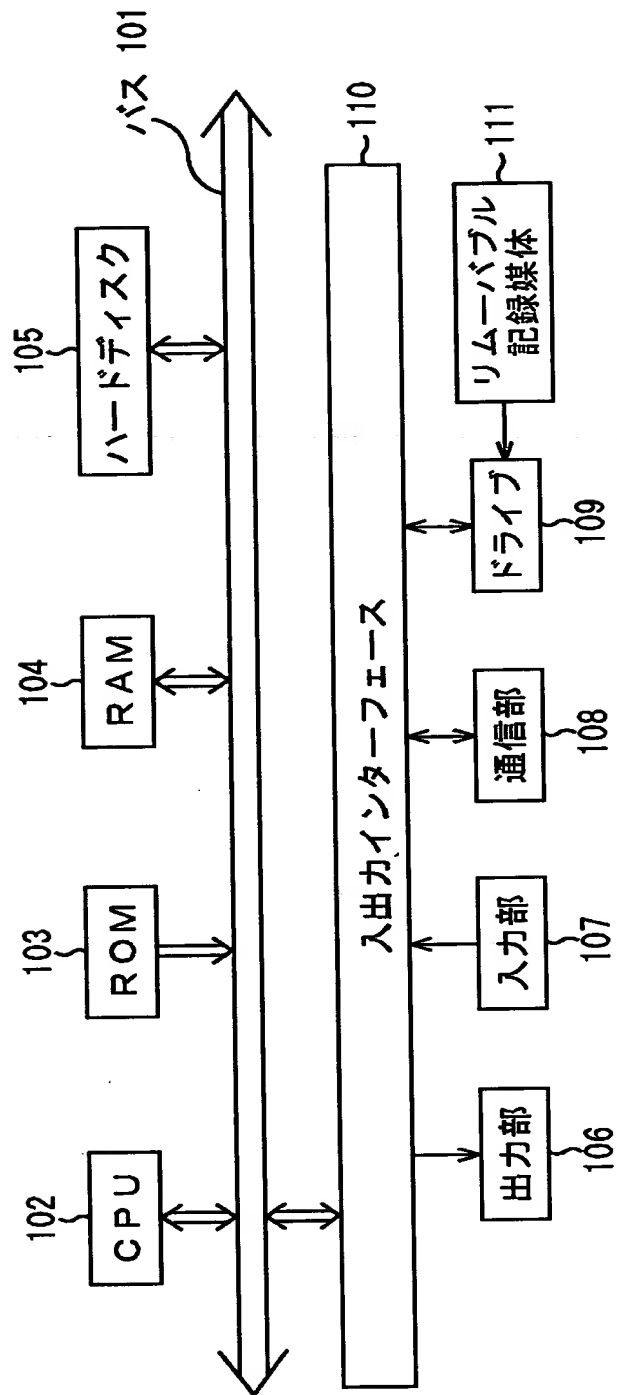 バス 101
102
CPU
103
ROM
104
RAM
105
ハードディスク
入出力インターフェース
110
出力部
106
入力部
107
通信部
108
ドライブ
109
リムーバブル
記録媒体
111